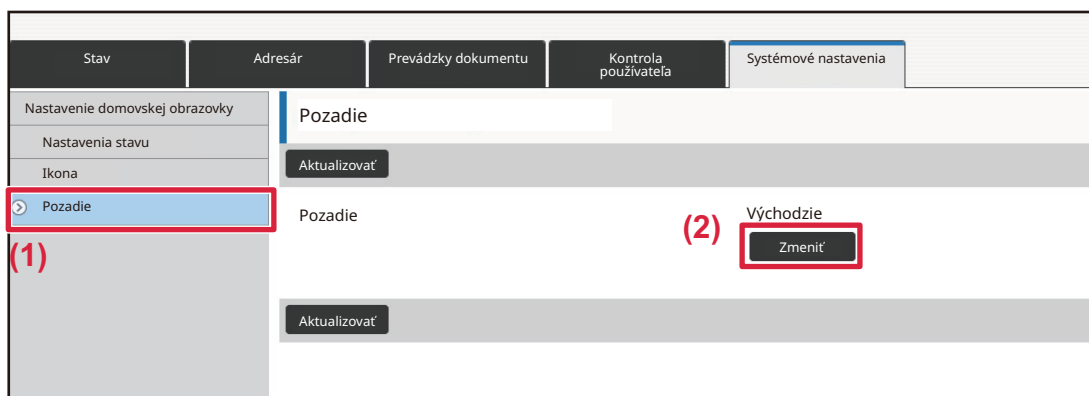 Stav
Adresár
Prevádzky dokumentu
Kontrola
používateľa
Systémové nastavenia
Nastavenie domovskej obrazovky
Nastavenia stavu
Ikona
Pozadie
(1)
Pozadie
Aktualizovať
Pozadie
Východzie
(2)
Zmeniť
Aktualizovať